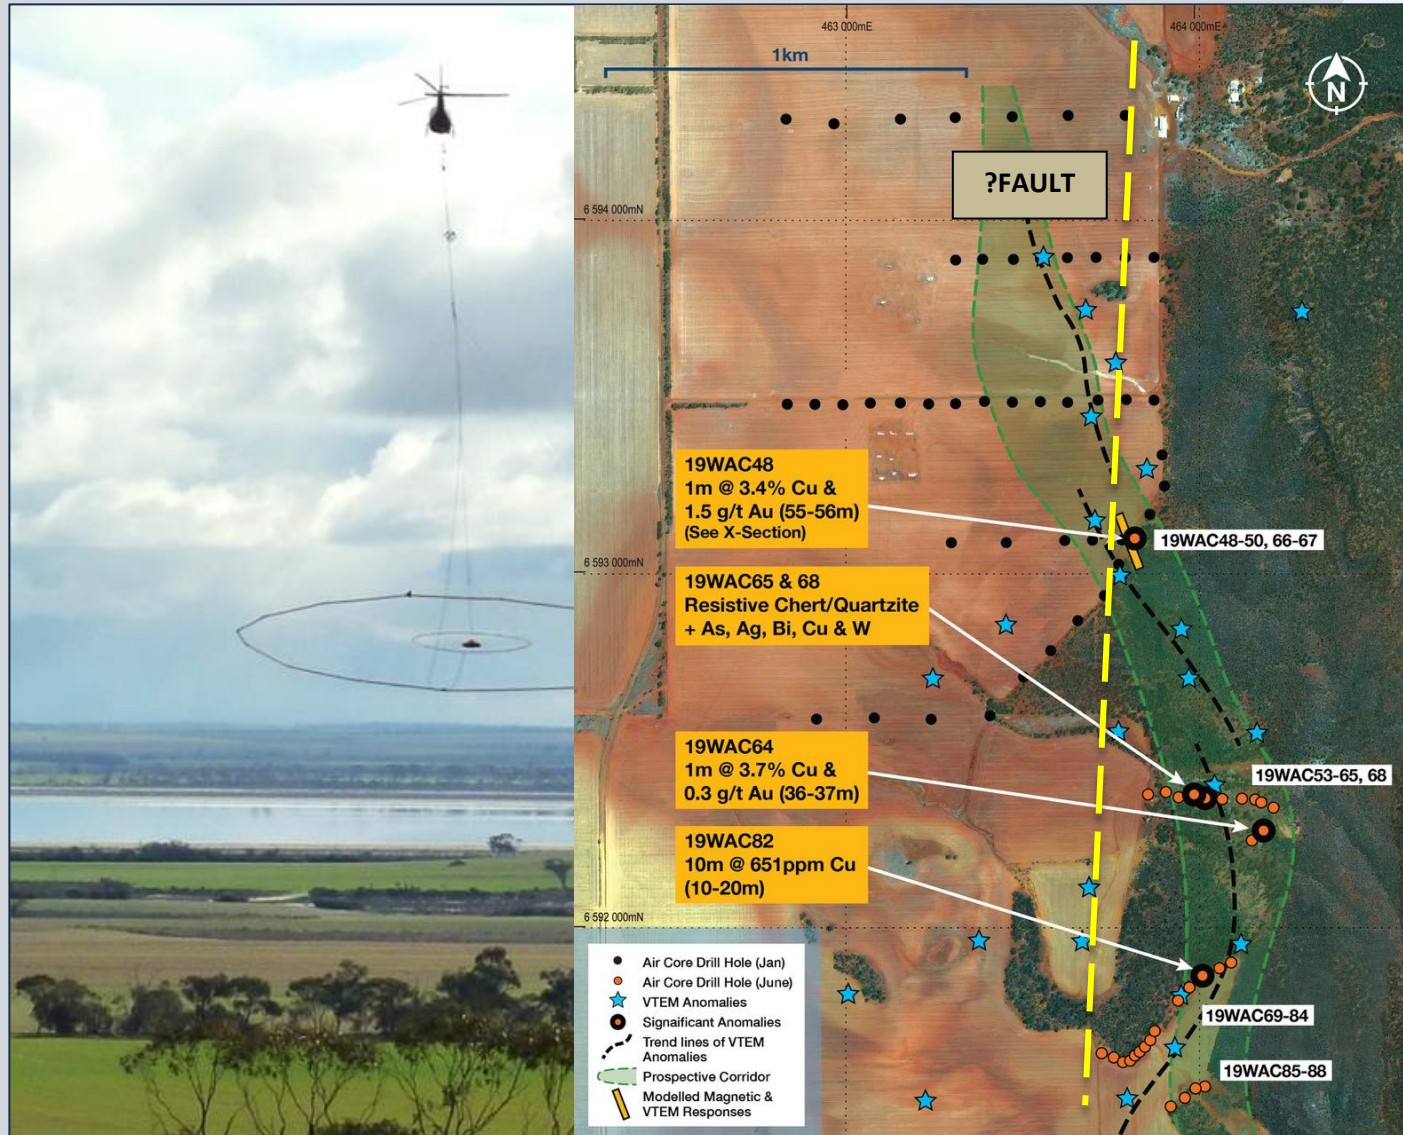 463 000mE
464 000mE
1km
N
?FAULT
6 594 000mN
19WAC48
1m @ 3.4% Cu &
1.5 g/t Au (55-56m)
(See X-Section)
19WAC48-50, 66-67
6 593 000mN
19WAC65 & 68
Resistive Chert/Quartzite
+ As, Ag, Bi, Cu & W
19WAC64
1m @ 3.7% Cu &
0.3 g/t Au (36-37m)
19WAC53-65, 68
19WAC82
10m @ 651ppm Cu
(10-20m)
6 592 000mN
Air Core Drill Hole (Jan)
Air Core Drill Hole (June)
VTEM Anomalies
Signaificant Anomalies
Trend lines of VTEM
Anomalies
Prospective Corridor
Modelled Magnetic &
VTEM Responses
19WAC69-84
19WAC85-88